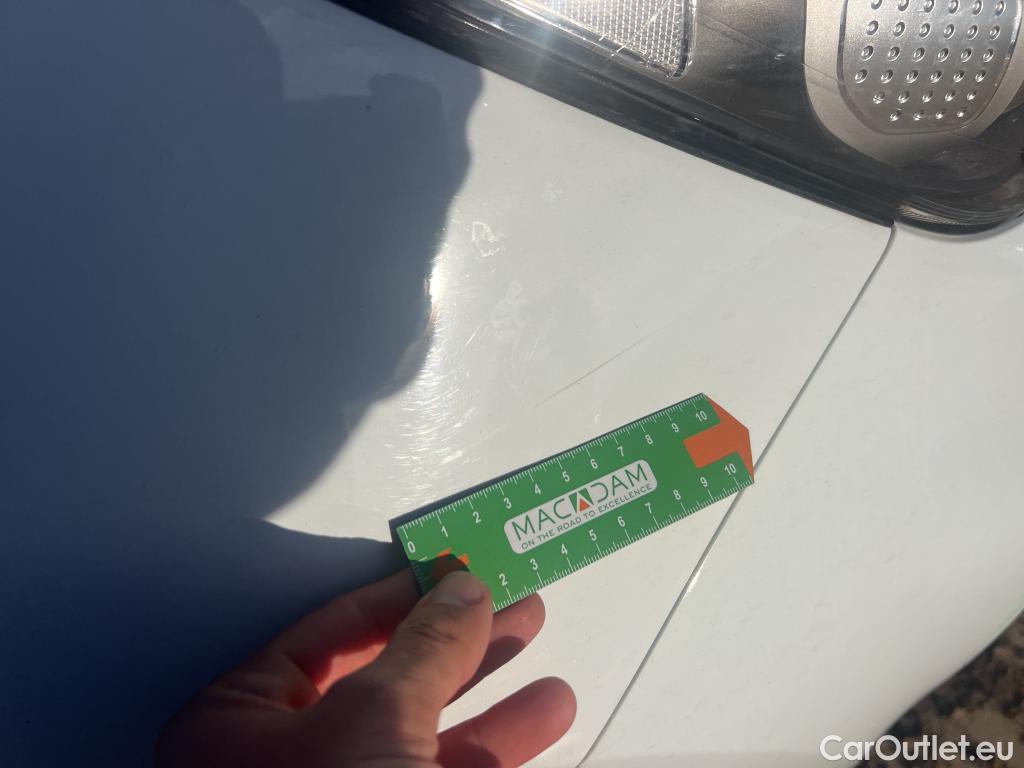 0 1 2 3 4 5 6 7 8 9 10
MACADAM
ON THE ROAD TO EXCELLENCE
2 3 4 5 6 7 8 9 10
CarOutlet.eu